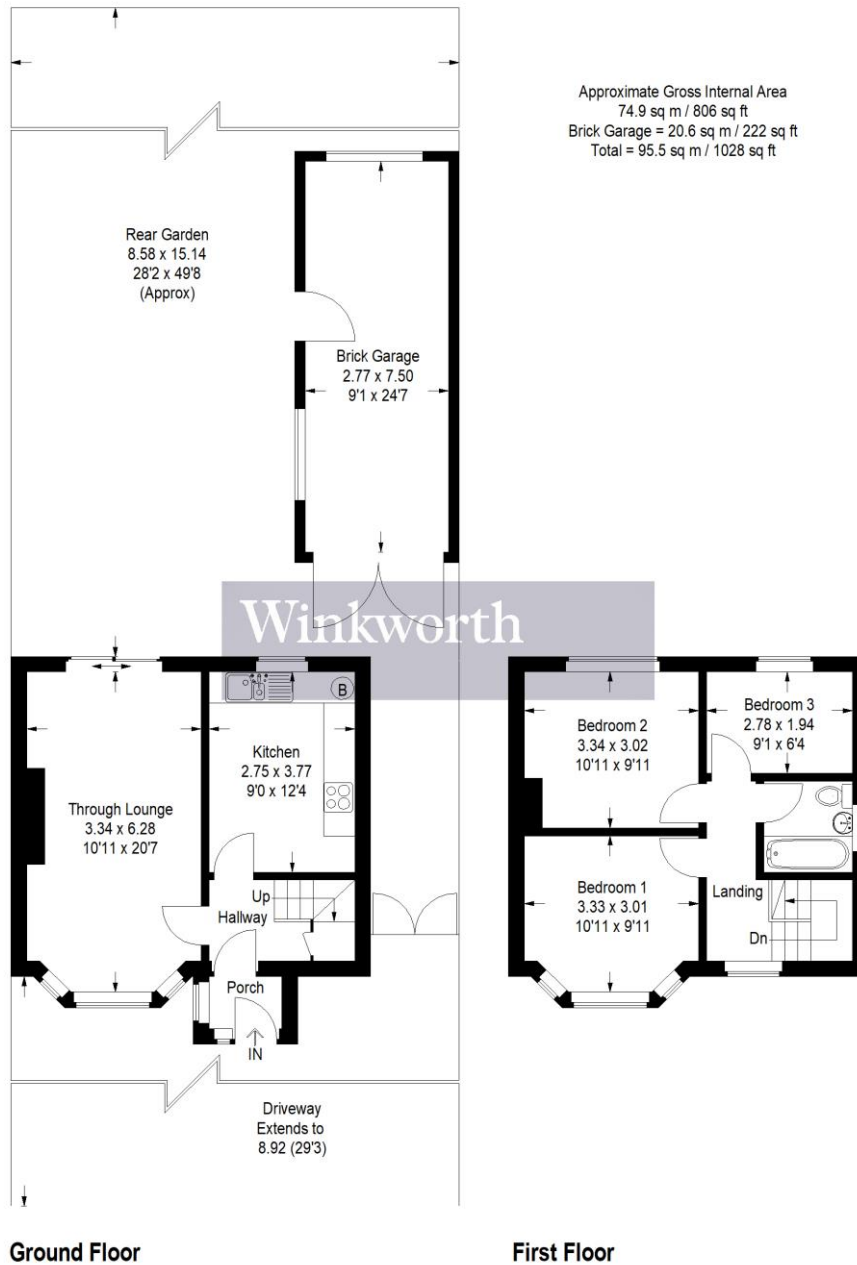 Approximate Gross Internal Area
74.9 sq m / 806 sq ft
Brick Garage = 20.6 sq m / 222 sq ft
Total = 95.5 sq m / 1028 sq ft
Rear Garden
8.58 x 15.14
28'2 x 49'8
(Approx)
Brick Garage
2.77 x 7.50
9'1 x 24'7
Winkworth
B
Kitchen
2.75 x 3.77
9'0 x 12'4
Through Lounge
3.34 x 6.28
10'11 x 20'7
Up
Hallway
Porch
IN
Driveway
Extends to
8.92 (29'3)
Bedroom 2
3.34 x 3.02
10'11 x 9'11
Bedroom 3
2.78 x 1.94
9'1 x 6'4
Bedroom 1
3.33 x 3.01
10'11 x 9'11
Landing
Dn
Ground Floor
First Floor